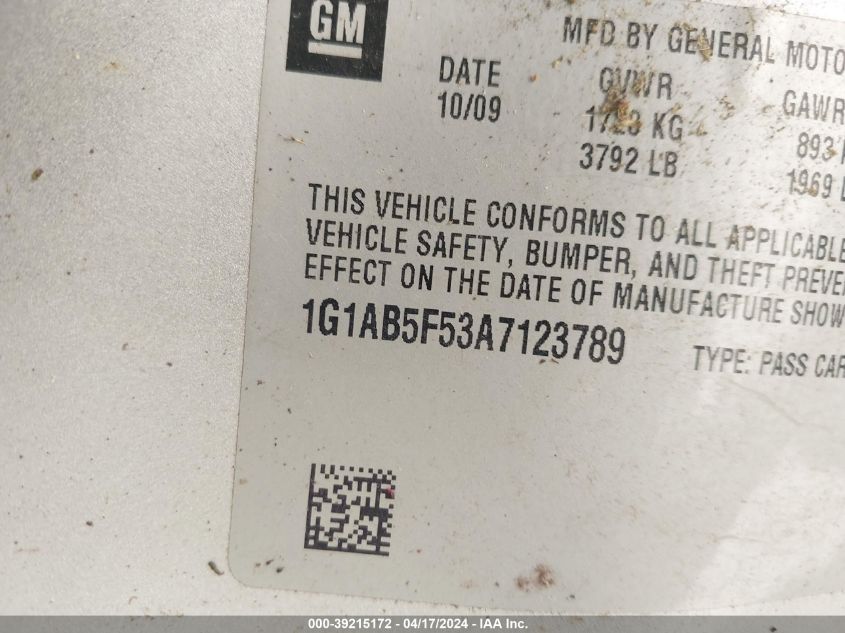 GM
MFD BY GENERAL MOTO
DATE GVWR GAWR
10/09 KG 893
3792 LB 1969 L
THIS VEHICLE CONFORMS TO ALL APPLICABLE
VEHICLE SAFETY, BUMPER, AND THEFT PREVE
EFFECT ON THE DATE OF MANUFACTURE SHOW
1G1AB5F53A7123789 TYPE: PASS CAR
000-39215172 - 04/17/2024 - IAA Inc.